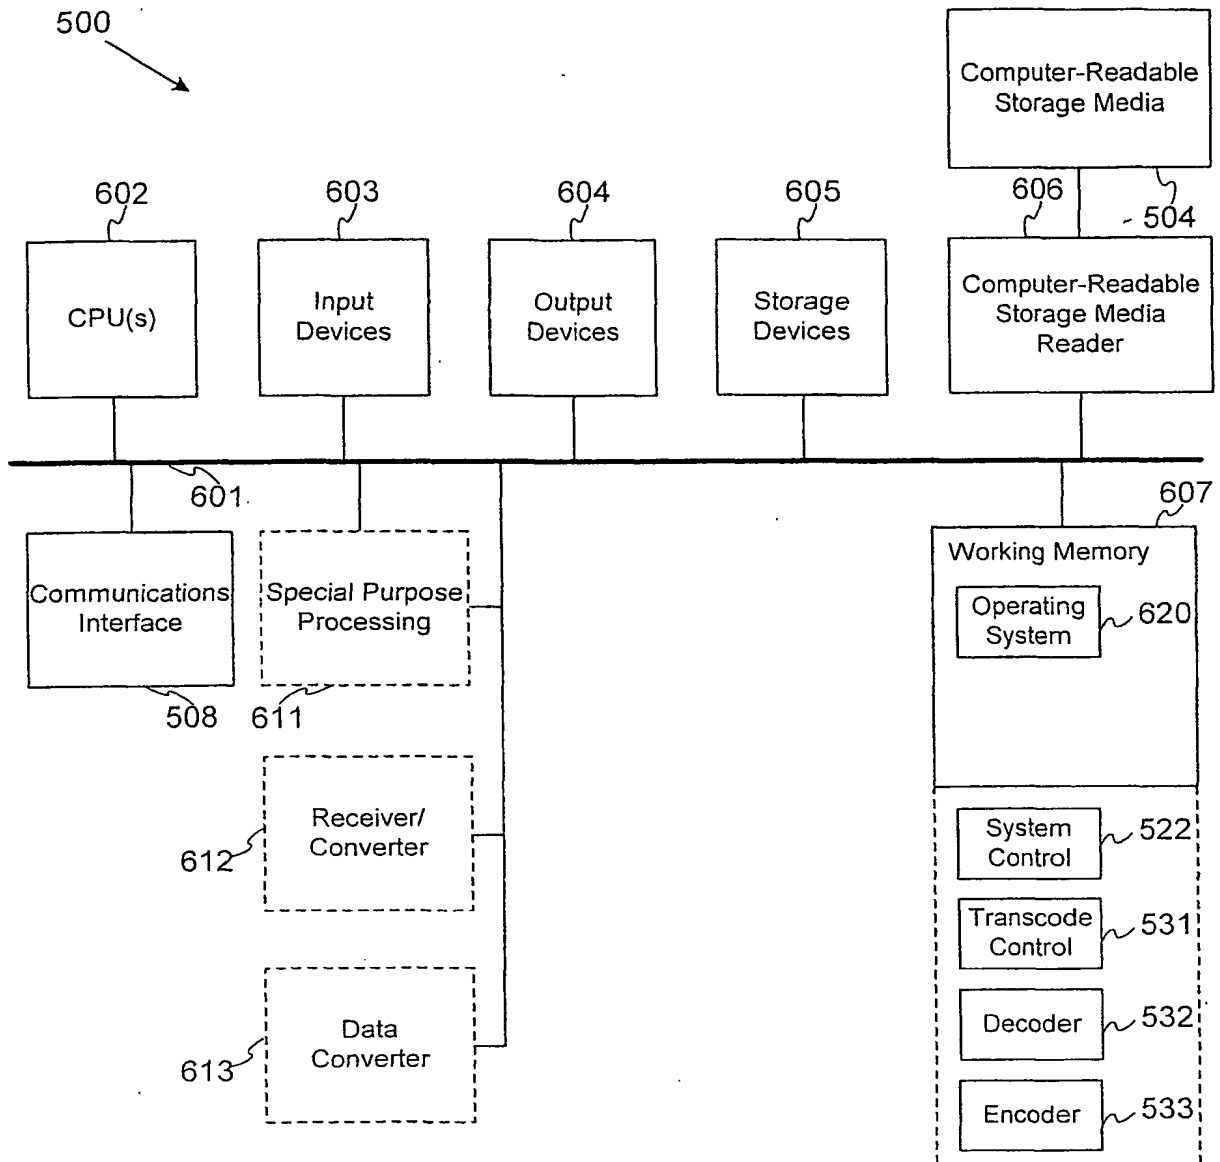 500
Computer-Readable
Storage Media
602
603
604
605
606
504
CPU(s)
Input
Devices
Output
Devices
Storage
Devices
Computer-Readable
Storage Media
Reader
601
607
Communications
Interface
Special Purpose
Processing
Working Memory
Operating
System
620
508
611
Receiver/
Converter
612
System
Control
522
Transcode
Control
531
Data
Converter
613
Decoder
532
Encoder
533